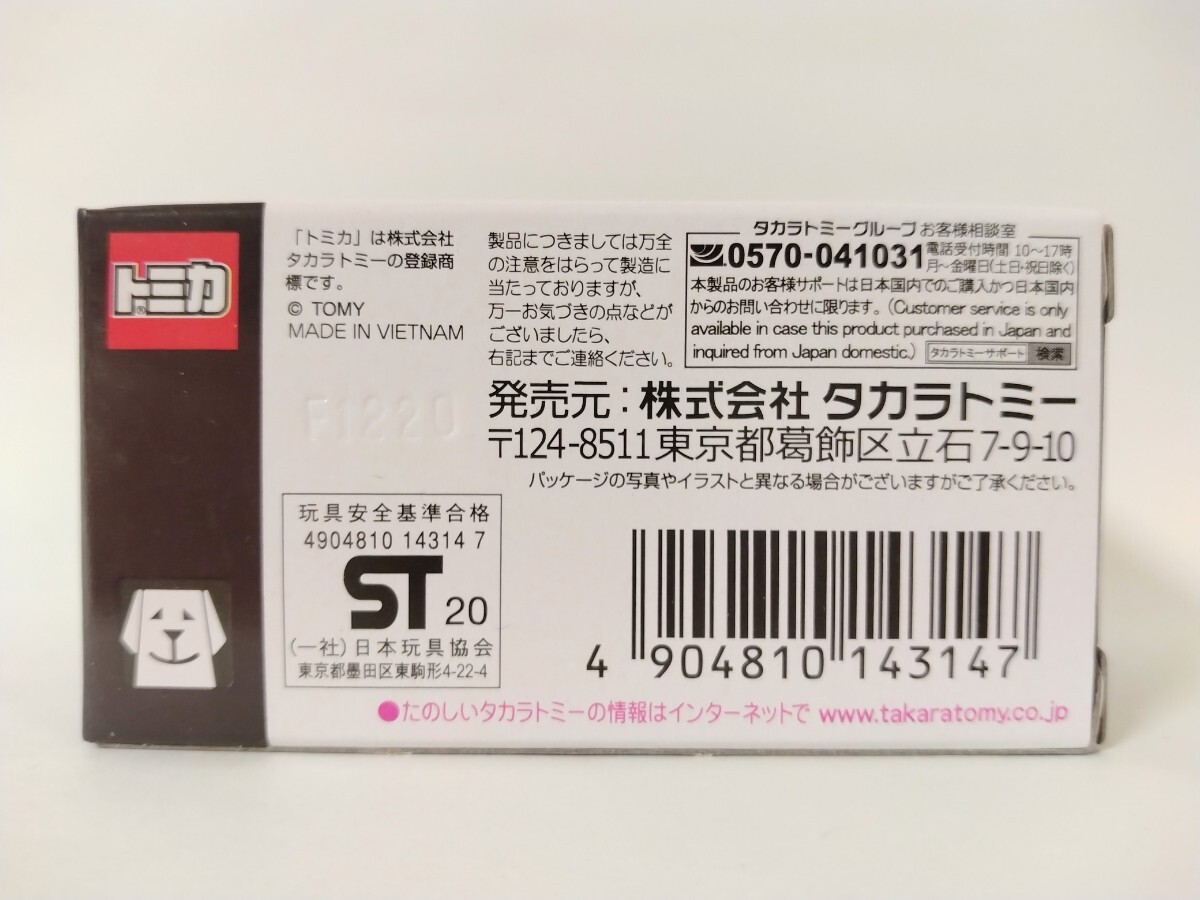 トミカ®
「トミカ」は株式会社
タカラトミーの登録商
標です。
© TOMY
MADE IN VIETNAM
製品につきましては万全
の注意をはらって製造に
当たっておりますが、
万一お気づきの点などが
ございましたら、
右記までご連絡ください。
タカラトミーグループ お客様相談室
0570-041031 電話受付時間 10〜17時
月〜金曜日(土日・祝日除く)
本製品のお客様サポートは日本国内でのご購入かつ日本国内
からのお問い合わせに限ります。(Customer service is only
available in case this product purchased in Japan and
inquired from Japan domestic.) タカラトミーサポート 検索
発売元:株式会社 タカラトミー
〒124-8511東京都葛飾区立石7-9-10
パッケージの写真やイラストと異なる場合がございますがご了承ください。
玩具安全基準合格
4904810 14314 7
ST 20
(一社)日本玩具協会
東京都墨田区東駒形4-22-4
4 904810 143147
●たのしいタカラトミーの情報はインターネットで www.takaratomy.co.jp